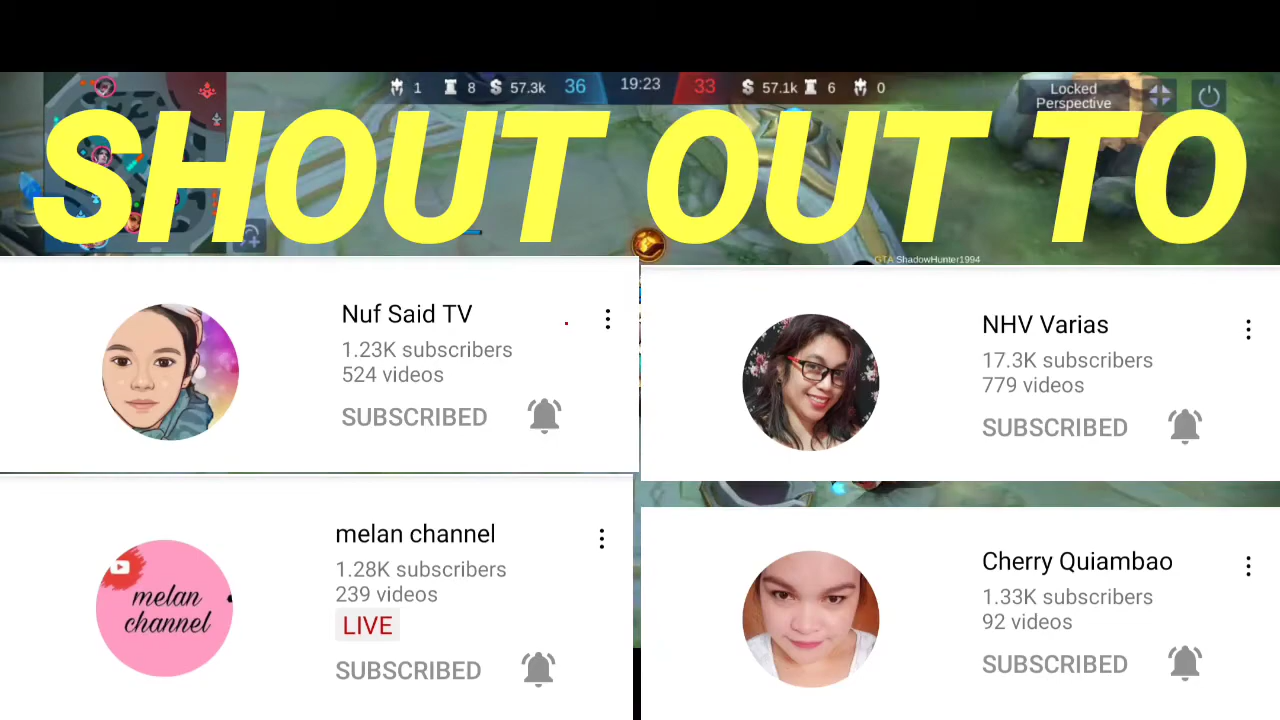 1 8 57.3k 36 19:23 33 57.1k 6 0
Locked
Perspective
SHOUT OUT TO
GTA ShadowHunter1994
Nuf Said TV
1.23K subscribers
524 videos
SUBSCRIBED
NHV Varias
17.3K subscribers
779 videos
SUBSCRIBED
melan
channel
melan channel
1.28K subscribers
239 videos
LIVE
SUBSCRIBED
Cherry Quiambao
1.33K subscribers
92 videos
SUBSCRIBED